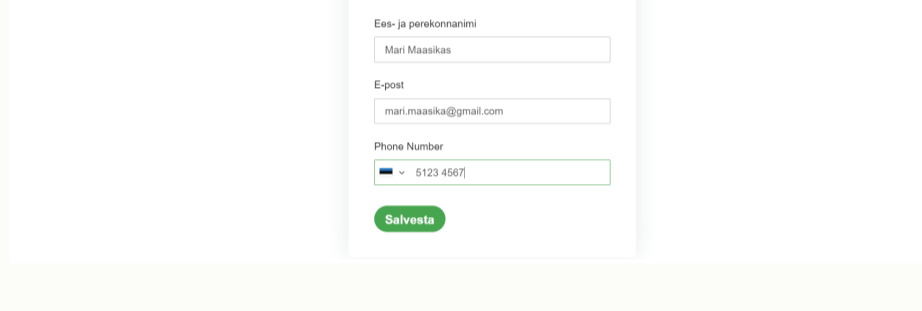 Ees- ja perekonnanimi
Mari Maasikas
E-post
mari.maasika@gmail.com
Phone Number
5123 4567
Salvesta